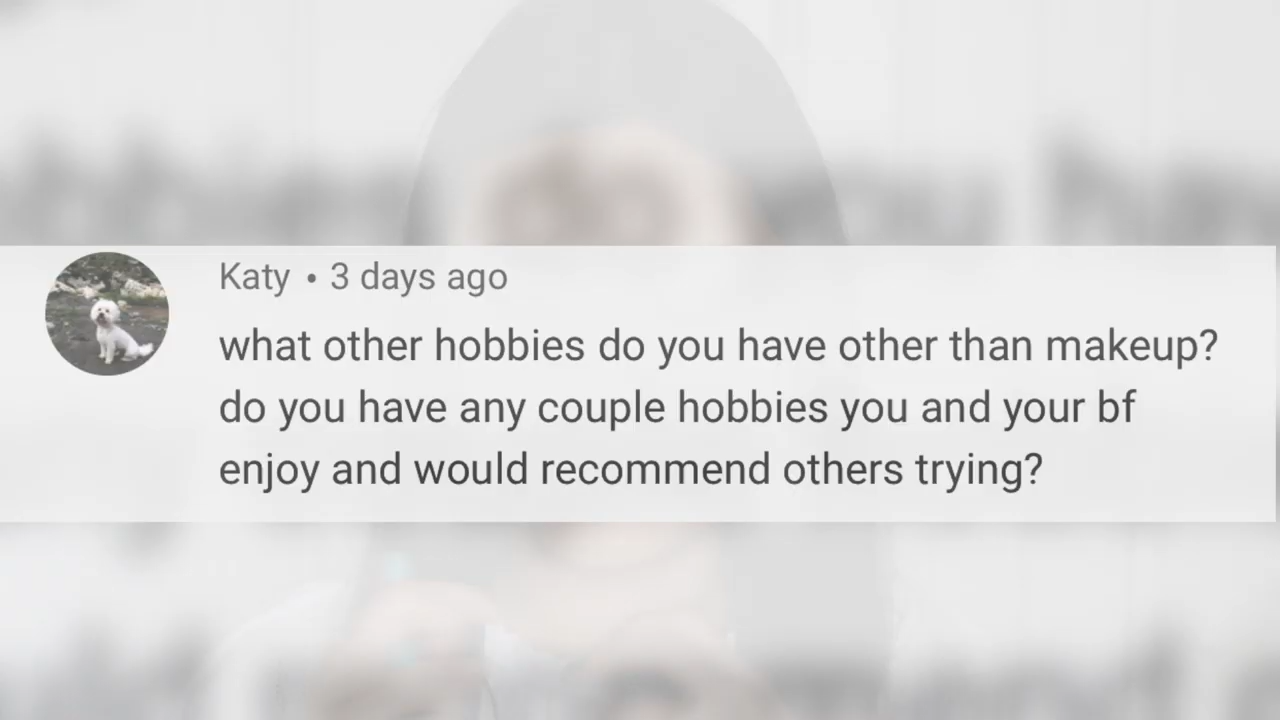 Katy • 3 days ago
what other hobbies do you have other than makeup?
do you have any couple hobbies you and your bf
enjoy and would recommend others trying?